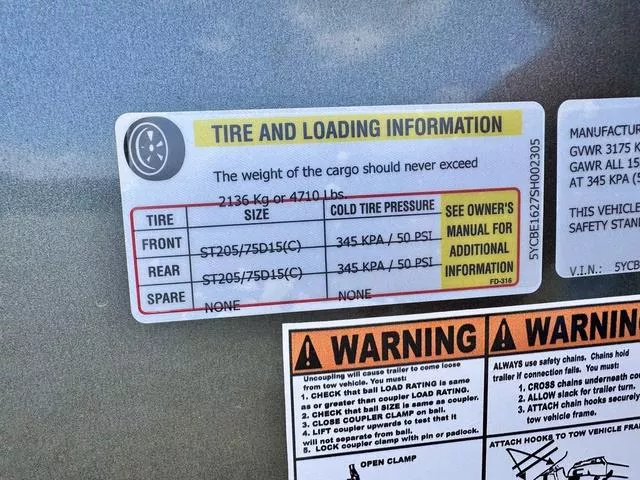 TIRE AND LOADING INFORMATION
The weight of the cargo should never exceed
2136 Kg or 4710 Lbs.
TIRE SIZE COLD TIRE PRESSURE
FRONT ST205/75D15(C) 345 KPA / 50 PSI
REAR ST205/75D15(C) 345 KPA / 50 PSI
SPARE NONE NONE
SEE OWNER'S
MANUAL FOR
ADDITIONAL
INFORMATION
FD-316
5YCBE1627SH002305
MANUFACTUR
GVWR 3175 K
GAWR ALL 15
AT 345 KPA (5
THIS VEHICLE
SAFETY STAN
V.I.N.: 5YCB
WARNING
Uncoupling will cause trailer to come loose
from tow vehicle. You must:
1. CHECK that ball LOAD RATING is same
as or greater than coupler LOAD RATING.
2. CHECK that ball SIZE is same as coupler.
3. CLOSE COUPLER CLAMP on ball.
4. LIFT coupler upwards to test that it
will not separate from ball.
5. LOCK coupler clamp with pin or padlock.
OPEN CLAMP
WARNIN
ALWAYS use safety chains. Chains hold
trailer if connection fails. You must:
1. CROSS chains underneath co
2. ALLOW slack for trailer turn
3. ATTACH chain hooks securely
tow vehicle frame.
ATTACH HOOKS TO TOW VEHICLE FRA